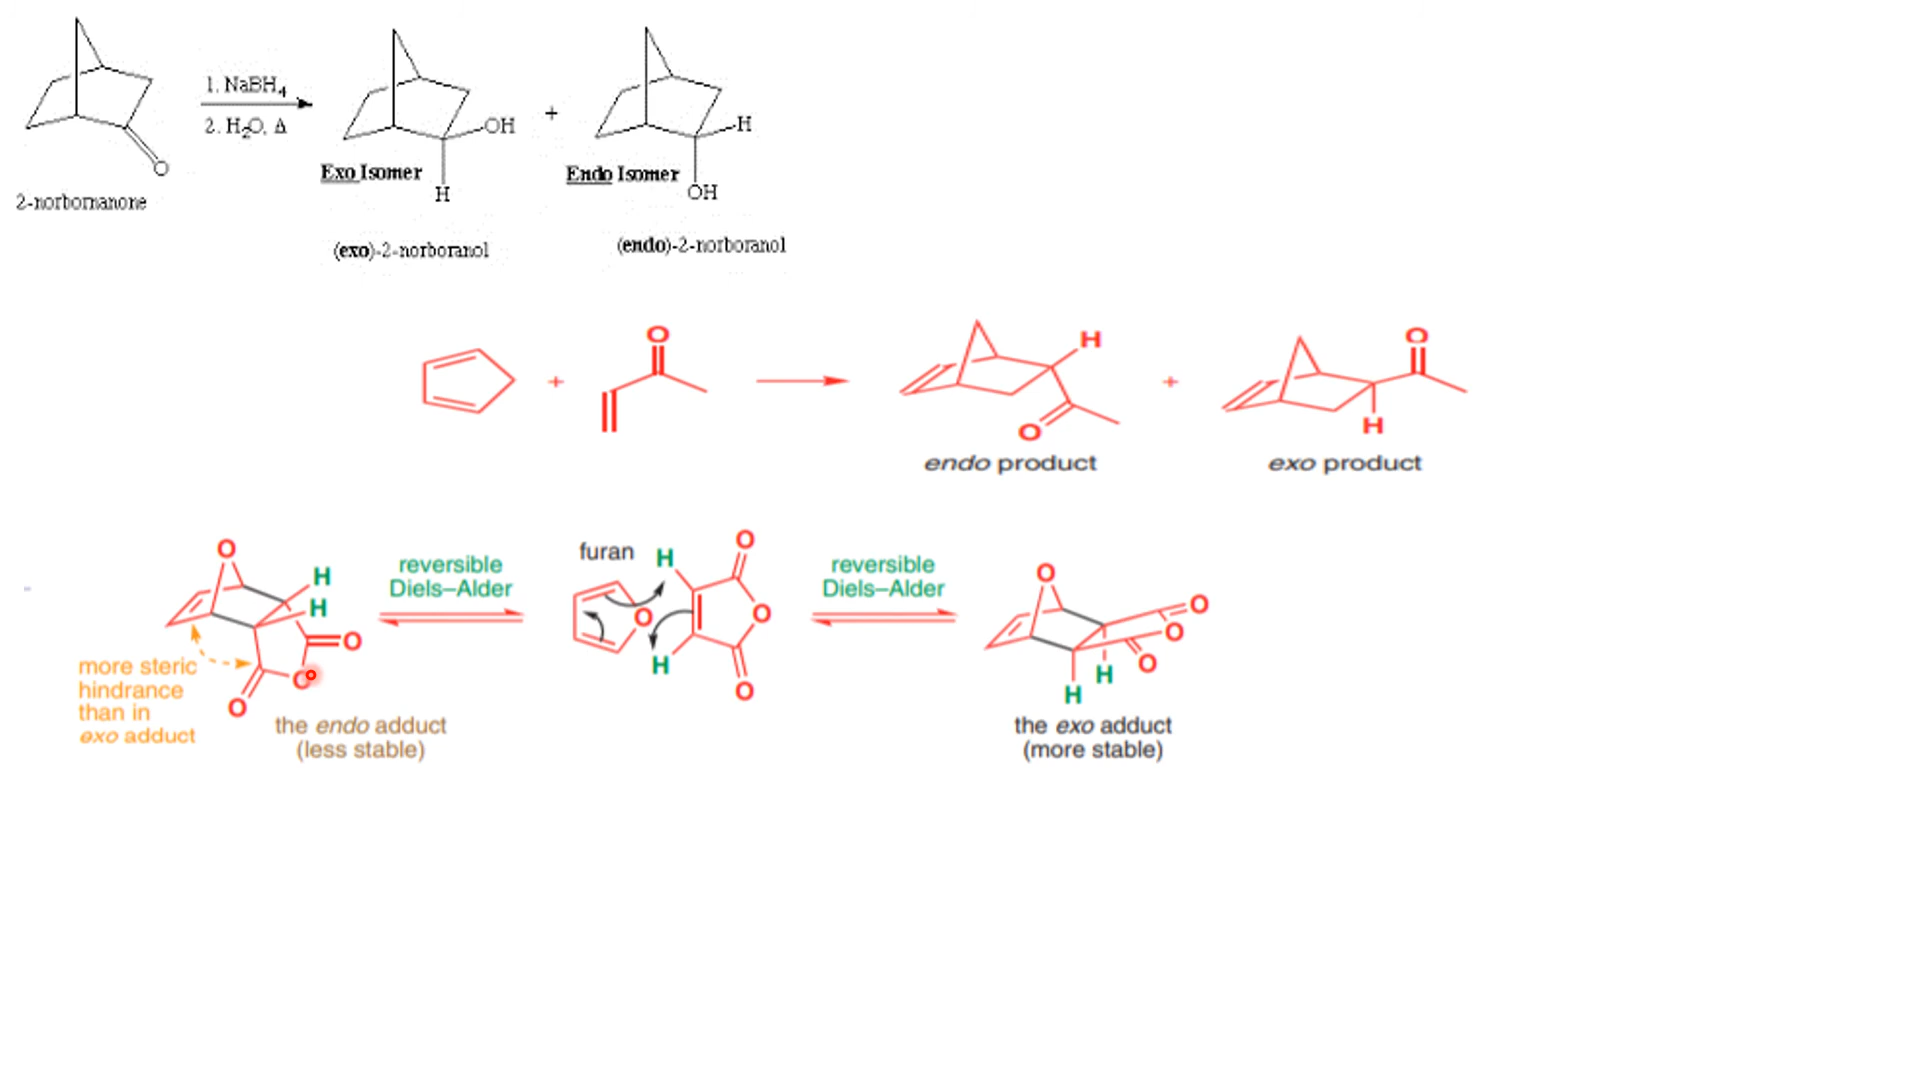 1. NaBH4
2. H2O, Δ
O
2-norbornanone
OH
H
Exo Isomer
(exo)-2-norboranol
+
H
OH
Endo Isomer
(endo)-2-norboranol
+
O
H
O
endo product
+
O
H
exo product
O
H
H
O
O
O
more steric
hindrance
than in
exo adduct
the endo adduct
(less stable)
reversible
Diels–Alder
furan
O
H
H
O
O
O
reversible
Diels–Alder
O
O
O
O
H
H
the exo adduct
(more stable)